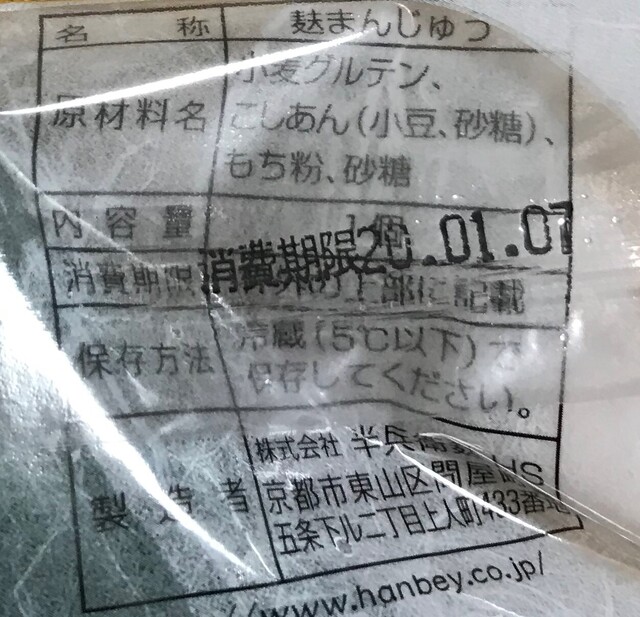 名称 麸まんじゅう
原材料名 小麦グルテン、
こしあん(小豆、砂糖)、
もち粉、砂糖
内容量 1個
消費期限20.01.07
消費期限 上部に記載
保存方法 冷蔵(5℃以下)で
保存してください。
製造者 株式会社 半兵
京都市東山区問屋町
五条下ル二丁目上人町433番地
www.hanbey.co.jp/